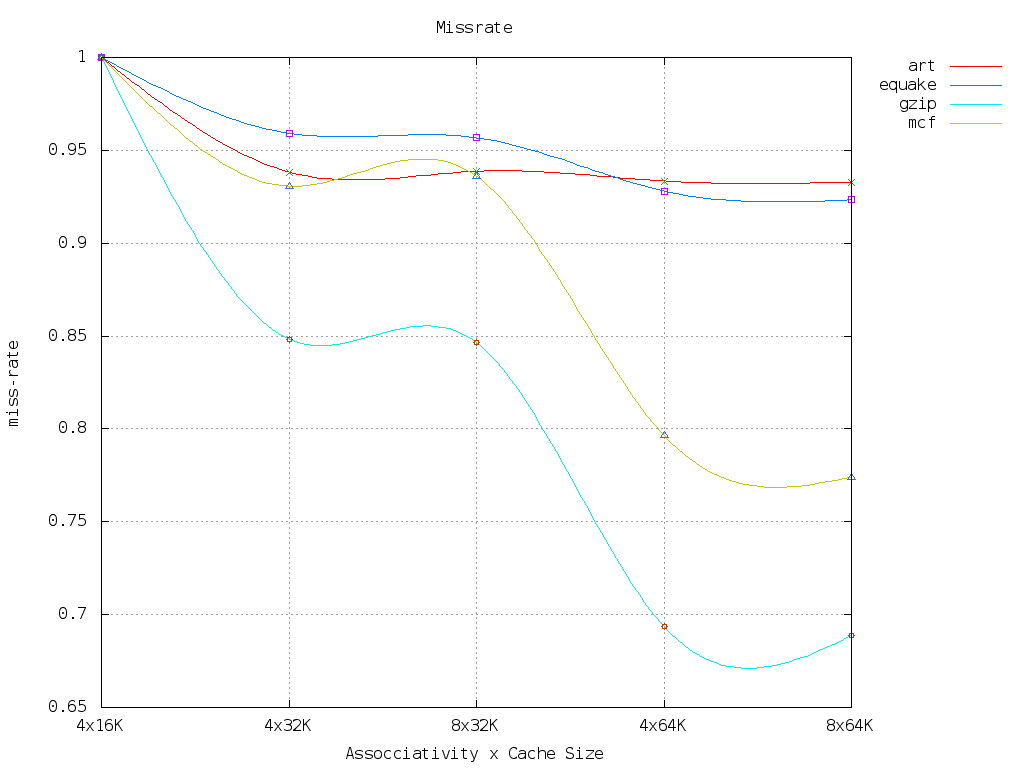 Missrate
art
equake
gzip
mcf
1
0.95
0.9
0.85
0.8
0.75
0.7
0.65
miss-rate
4x16K 4x32K 8x32K 4x64K 8x64K
Assocciativity x Cache Size